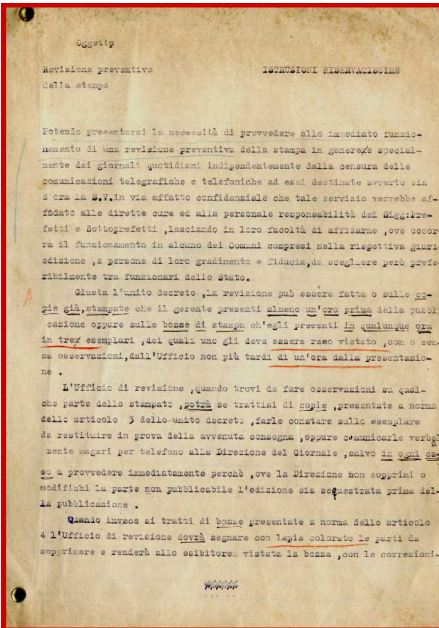 Oggetto
Revisione preventiva ISTRUZIONI RISERVATISSIME
della stampa
Potendo presentarsi la necessità di provvedere allo immediato funzio-
namento di una revisione preventiva della stampa in genere e special-
mente dei giornali quotidiani indipendentemente dalla censura delle
comunicazioni telegrafiche e telefoniche ad essi destinate avverto sin
d ora la S.V. in via affatto confidenziale che tale servizio verrebbe af-
fidato alle dirette cure ed alla personale responsabilità dei Sigg.Pre-
fetti e Sottoprefetti ,lasciando in loro facoltà di affidarne ,ove occor
ra il funzionamento in alcuno dei Comuni compresi nella rispettiva giuri
sdizione ,a persone di loro gradimento e fiducia,da scegliere però prefe-
ribilmente tra funzionari dello Stato.
Giusta l'unito decreto ,la revisione può essere fatta o sulle co-
pie già,stampate che il gerente presenti almeno un'ora prima della pubbli
cazione oppure sulle bozze di stampa ch'egli presenti in qualunque ora
in tre esemplari ,dei quali uno gli deve essere reso vistato ,con o sen-
za osservazioni,dall'Ufficio non più tardi di un'ora dalla presentazio-
ne .
L'Ufficio di revisione ,quando trovi da fare osservazioni su qual-
che parte dello stampato ,potrà se trattisi di copie ,presentate a norma
dello articolo 3 dello unito decreto ,farle constare sullo esemplare
da restituire in prova della avvenuta consegna ,oppure comunicarle verbal
mente magari per telefono alla Direzione del Giornale ,salvo in ogni ca-
so a provvedere immediatamente perchè ,ove la Direzione non sopprimi o
modifichi la parte non pubblicabile l'edizione sia sequestrata prima del-
la pubblicazione .
Quando invece si tratti di bozze presentate a norma dello articolo
4 l'Ufficio di revisione dovrà segnare con lapis colorato le parti da
sopprimere e renderà allo esibitore vistata la bozza ,con le correzioni-